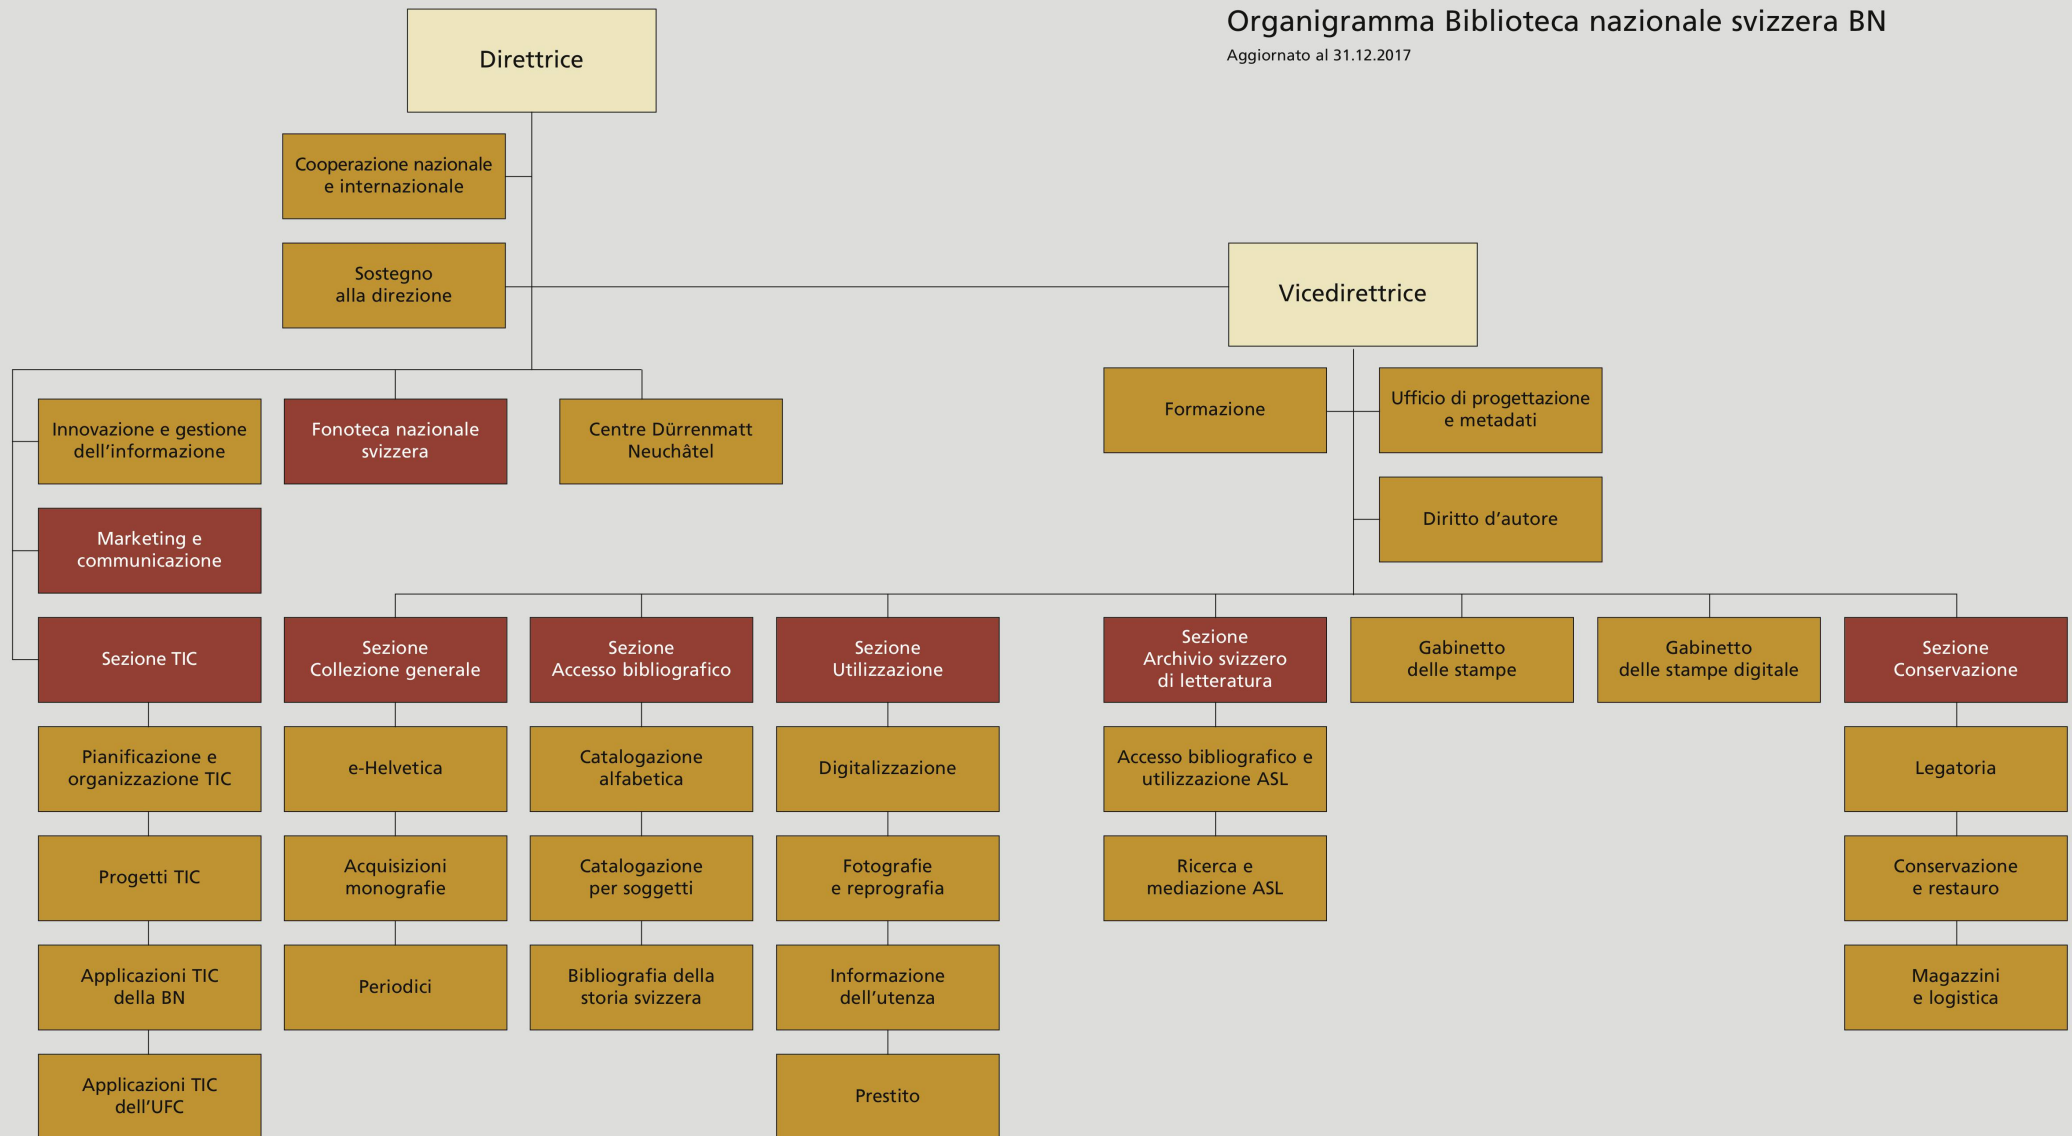 Organigramma Biblioteca nazionale svizzera BN
Aggiornato al 31.12.2017
Direttrice
Cooperazione nazionale
e internazionale
Sostegno
alla direzione
Vicedirettrice
Formazione
Ufficio di progettazione
e metadati
Diritto d'autore
Innovazione e gestione
dell'informazione
Fonoteca nazionale
svizzera
Centre Dürrenmatt
Neuchâtel
Marketing e
communicazione
Sezione TIC
Pianificazione e
organizzazione TIC
Progetti TIC
Applicazioni TIC
della BN
Applicazioni TIC
dell'UFC
Sezione
Collezione generale
e-Helvetica
Acquisizioni
monografie
Periodici
Sezione
Accesso bibliografico
Catalogazione
alfabetica
Catalogazione
per soggetti
Bibliografia della
storia svizzera
Sezione
Utilizzazione
Digitalizzazione
Fotografie
e reprografia
Informazione
dell'utenza
Prestito
Sezione
Archivio svizzero
di letteratura
Accesso bibliografico e
utilizzazione ASL
Ricerca e
mediazione ASL
Gabinetto
delle stampe
Gabinetto
delle stampe digitale
Sezione
Conservazione
Legatoria
Conservazione
e restauro
Magazzini
e logistica